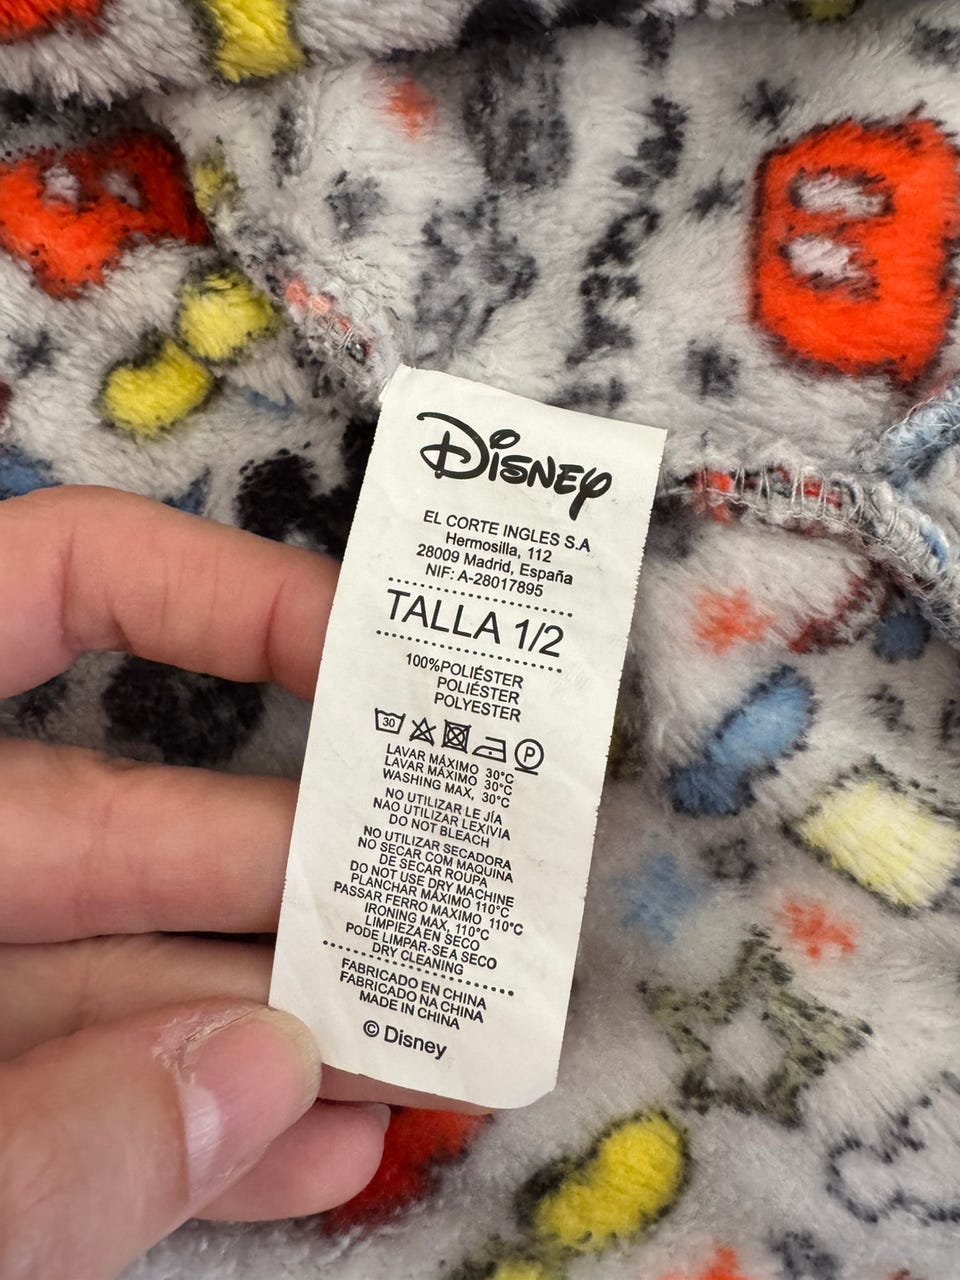 Disney
EL CORTE INGLES S.A
Hermosilla, 112
28009 Madrid, España
NIF: A-28017895
TALLA 1/2
100%POLIÉSTER
POLIÉSTER
POLYESTER
30 P
LAVAR MÁXIMO 30°C
LAVAR MÁXIMO 30°C
WASHING MAX, 30°C
NO UTILIZAR LE JÍA
NAO UTILIZAR LEXIVIA
DO NOT BLEACH
NO UTILIZAR SECADORA
NO SECAR COM MAQUINA
DE SECAR ROUPA
DO NOT USE DRY MACHINE
PLANCHAR MÁXIMO 110°C
PASSAR FERRO MAXIMO 110°C
IRONING MAX, 110°C
LIMPIEZA EN SECO
PODE LIMPAR-SE A SECO
DRY CLEANING
FABRICADO EN CHINA
FABRICADO NA CHINA
MADE IN CHINA
© Disney